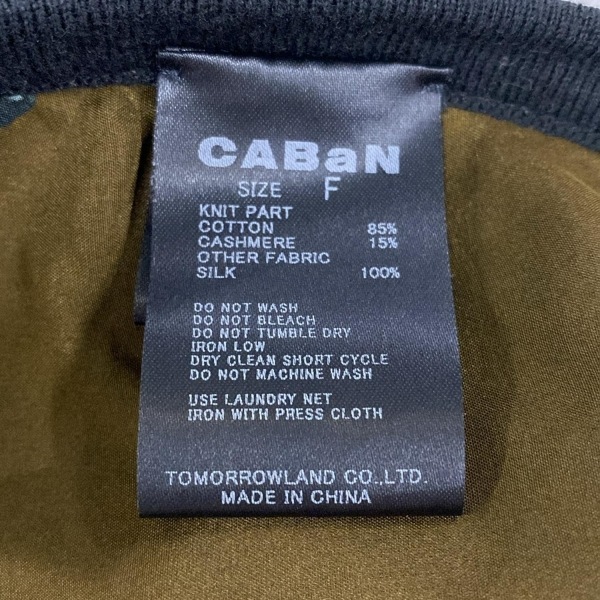 CABaN
SIZE F
KNIT PART
COTTON 85%
CASHMERE 15%
OTHER FABRIC
SILK 100%
DO NOT WASH
DO NOT BLEACH
DO NOT TUMBLE DRY
IRON LOW
DRY CLEAN SHORT CYCLE
DO NOT MACHINE WASH
USE LAUNDRY NET
IRON WITH PRESS CLOTH
TOMORROWLAND CO.,LTD.
MADE IN CHINA